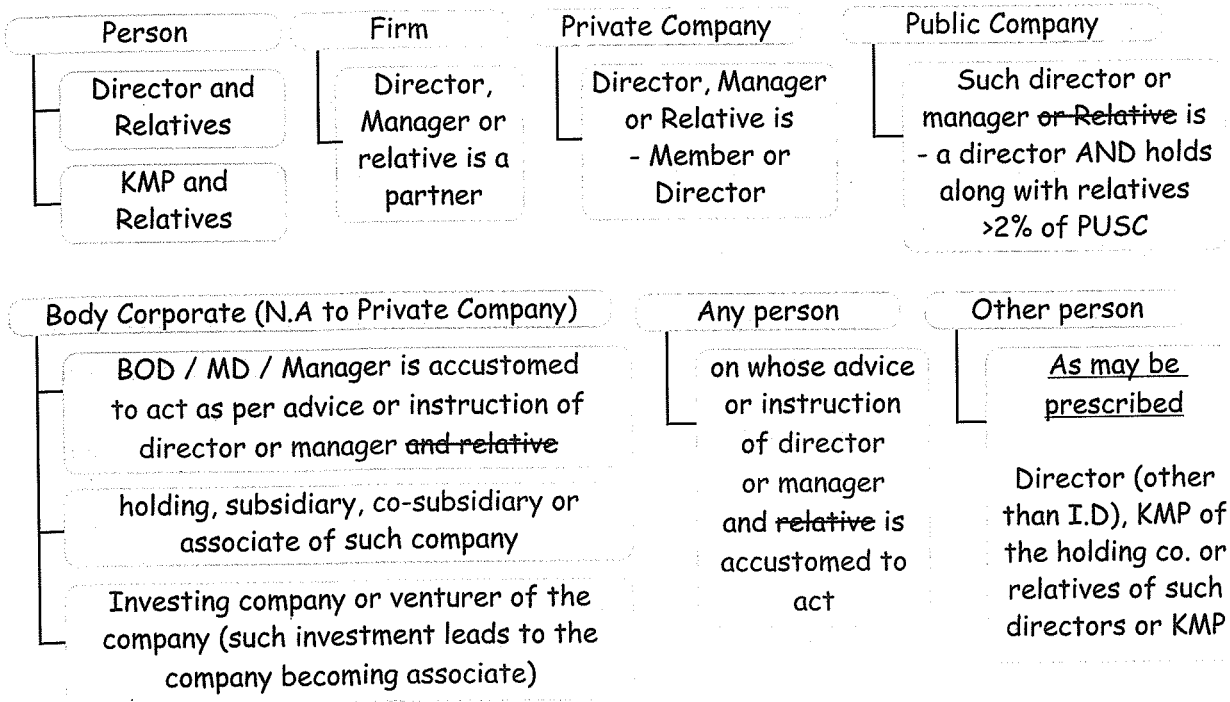 Person
Director and
Relatives
KMP and
Relatives
Firm
Director,
Manager or
relative is a
partner
Private Company
Director, Manager
or Relative is
- Member or
Director
Public Company
Such director or
manager or Relative is
- a director AND holds
along with relatives
>2% of PUSC
Body Corporate (N.A to Private Company)
BOD / MD / Manager is accustomed
to act as per advice or instruction of
director or manager and relative
holding, subsidiary, co-subsidiary or
associate of such company
Investing company or venturer of the
company (such investment leads to the
company becoming associate)
Any person
on whose advice
or instruction
of director
or manager
and relative is
accustomed to
act
Other person
As may be
prescribed
Director (other
than I.D), KMP of
the holding co. or
relatives of such
directors or KMP